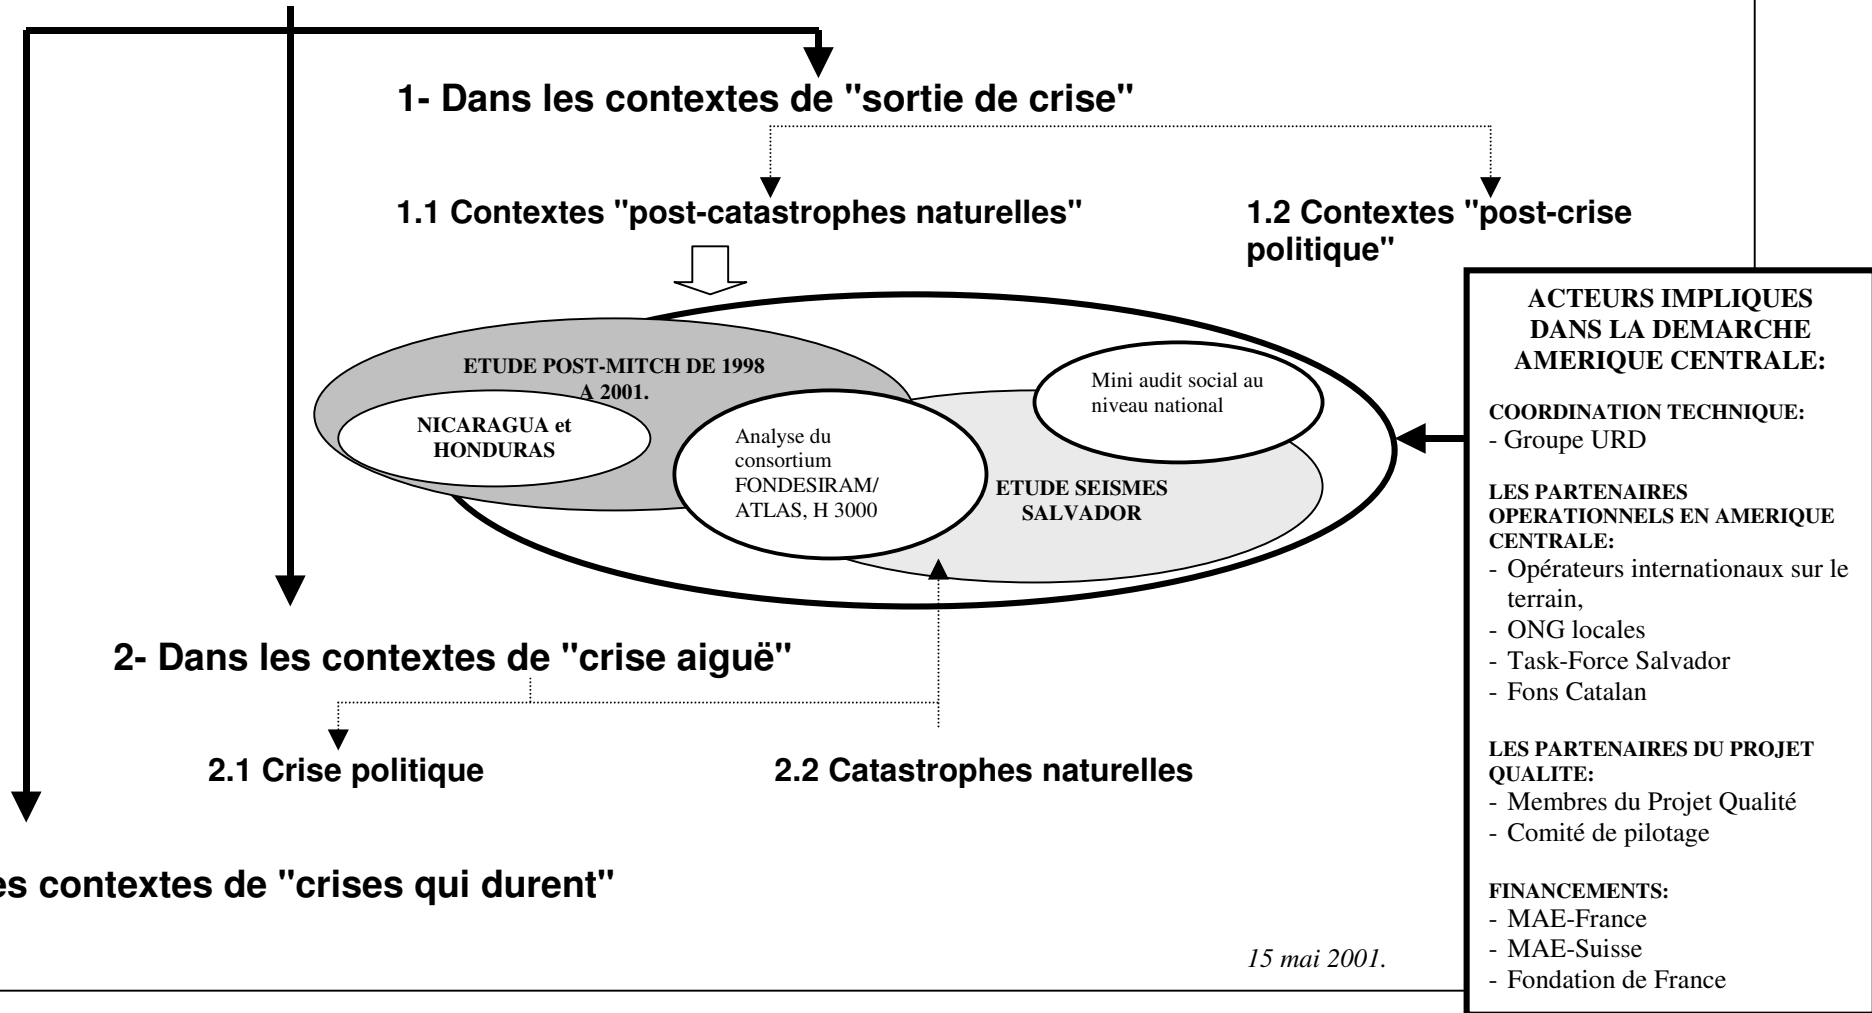 1- Dans les contextes de "sortie de crise"
1.1 Contextes "post-catastrophes naturelles"
1.2 Contextes "post-crise
politique"
ETUDE POST-MITCH DE 1998
A 2001.
NICARAGUA et
HONDURAS
Analyse du
consortium
FONDESIRAM/
ATLAS, H 3000
Mini audit social au
niveau national
ETUDE SEISMES
SALVADOR
2- Dans les contextes de "crise aiguë"
2.1 Crise politique
2.2 Catastrophes naturelles
es contextes de "crises qui durent"
15 mai 2001.
ACTEURS IMPLIQUES
DANS LA DEMARCHE
AMERIQUE CENTRALE:
COORDINATION TECHNIQUE:
- Groupe URD
LES PARTENAIRES
OPERATIONNELS EN AMERIQUE
CENTRALE:
- Opérateurs internationaux sur le
terrain,
- ONG locales
- Task-Force Salvador
- Fons Catalan
LES PARTENAIRES DU PROJET
QUALITE:
- Membres du Projet Qualité
- Comité de pilotage
FINANCEMENTS:
- MAE-France
- MAE-Suisse
- Fondation de France